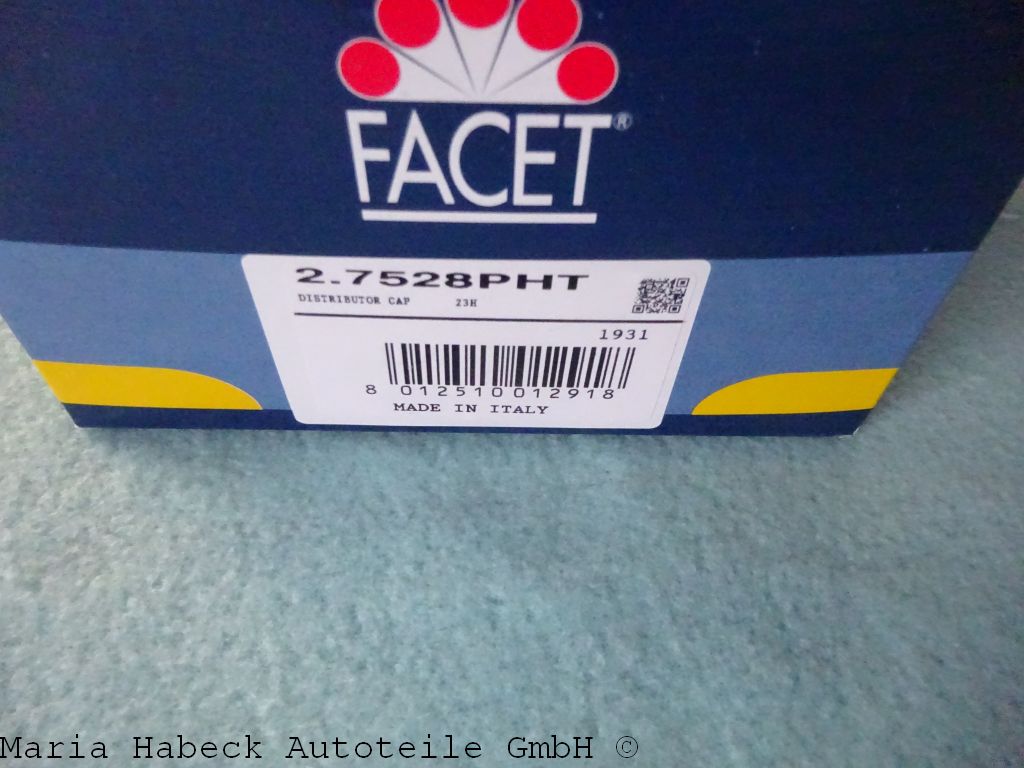 FACET®
2.7528PHT
DISTRIBUTOR CAP 23H
1931
8 012510 012918
MADE IN ITALY
Maria Habeck Autoteile GmbH ©